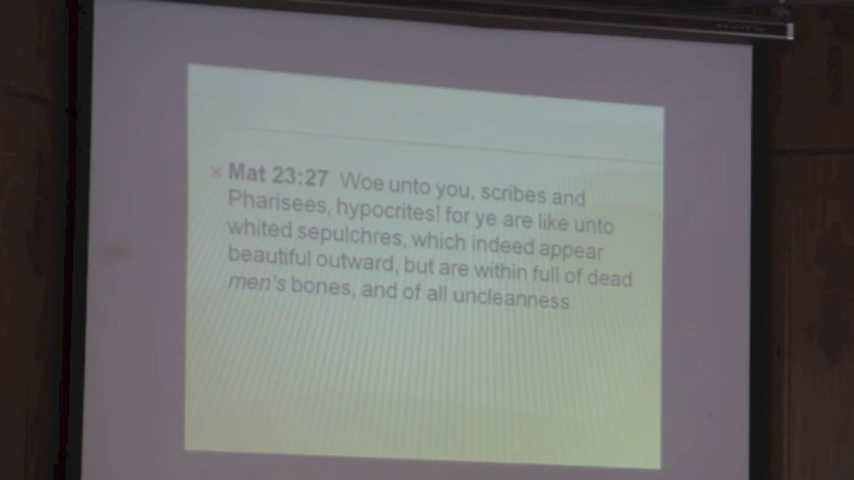 Mat 23:27 Woe unto you, scribes and
Pharisees, hypocrites! for ye are like unto
whited sepulchres, which indeed appear
beautiful outward, but are within full of dead
men's bones, and of all uncleanness.